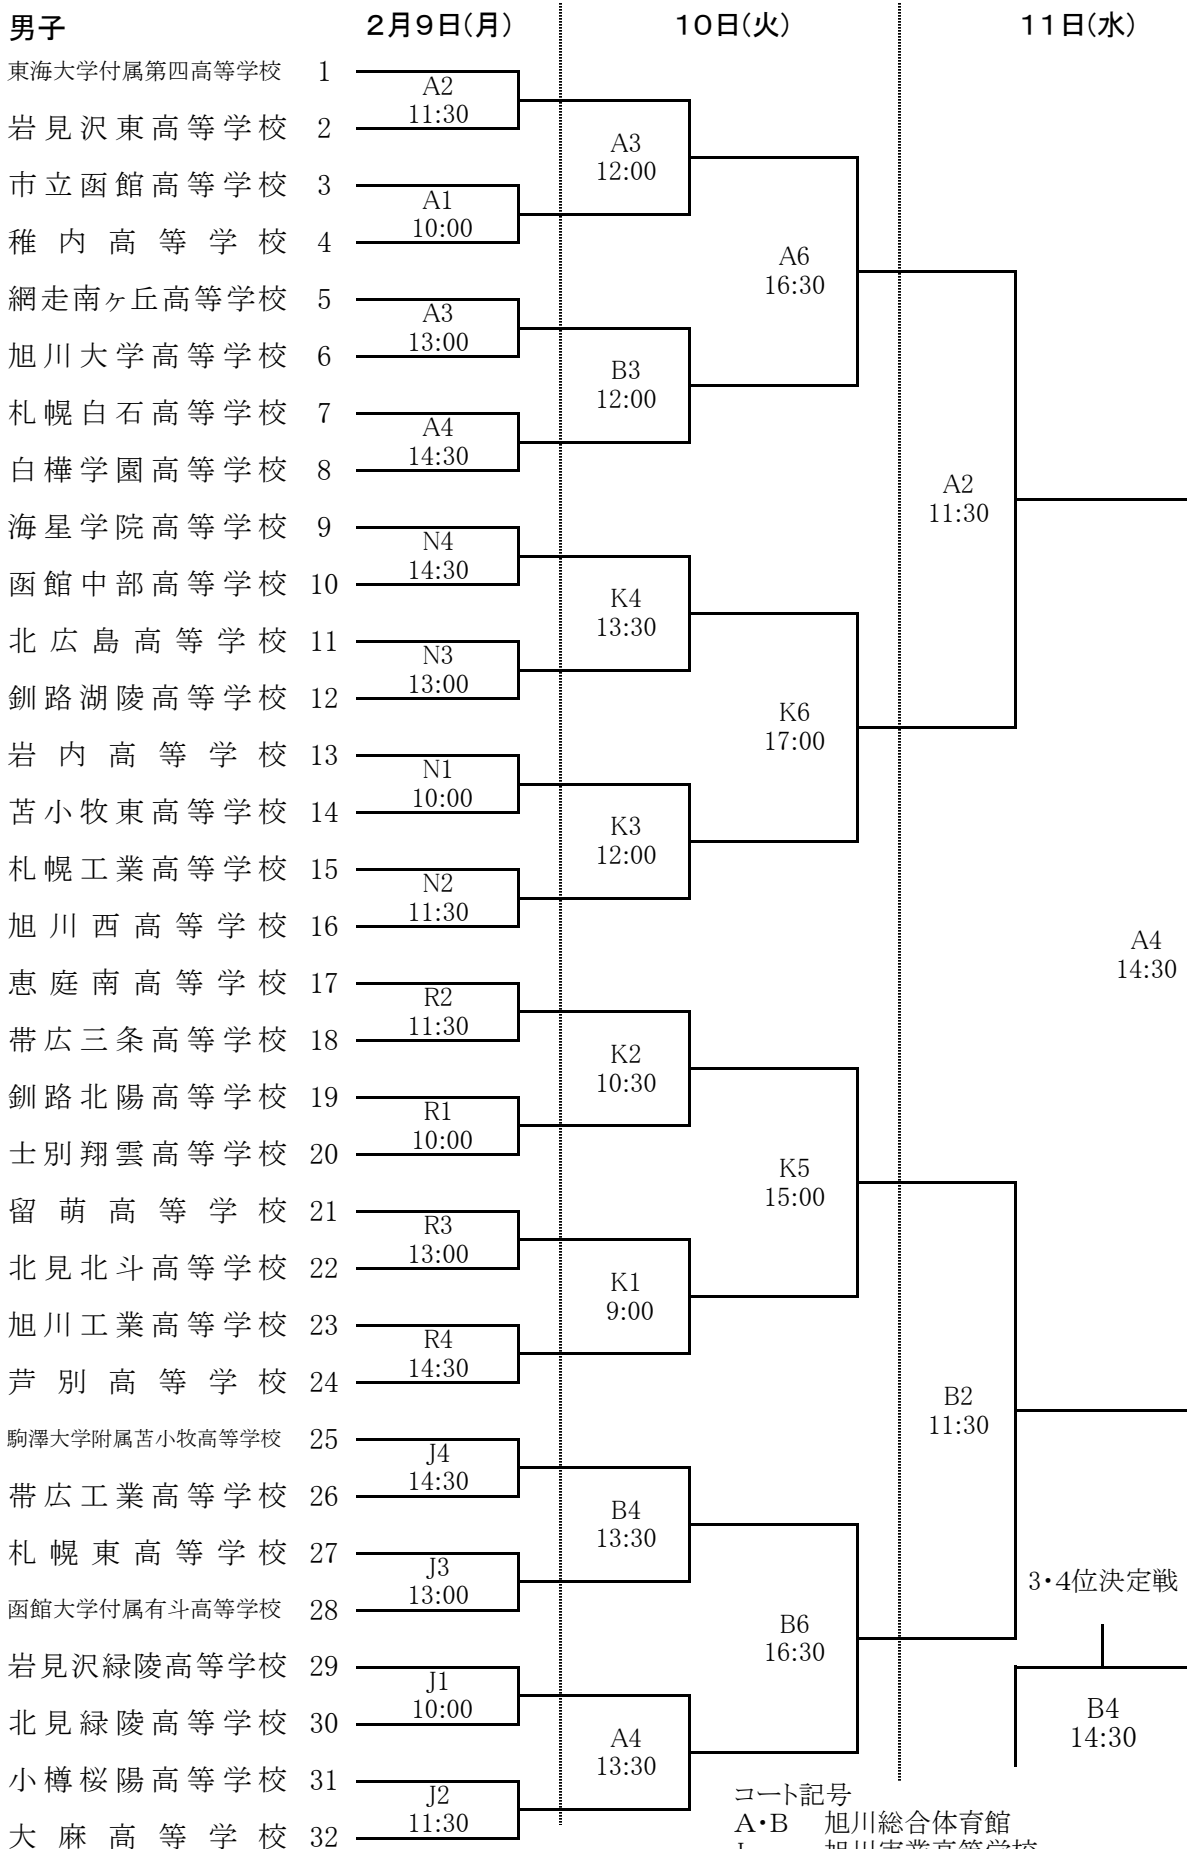 男子 2月9日(月) 10日(火) 11日(水)
東海大学付属第四高等学校 1
A2
11:30
岩見沢東高等学校 2
A3
12:00
市立函館高等学校 3
A1
10:00
稚内高等学校 4
A6
16:30
網走南ヶ丘高等学校 5
A3
13:00
旭川大学高等学校 6
B3
12:00
札幌白石高等学校 7
A4
14:30
白樺学園高等学校 8
A2
11:30
海星学院高等学校 9
N4
14:30
函館中部高等学校 10
K4
13:30
北広島高等学校 11
N3
13:00
釧路湖陵高等学校 12
K6
17:00
岩内高等学校 13
N1
10:00
苫小牧東高等学校 14
K3
12:00
札幌工業高等学校 15
N2
11:30
旭川西高等学校 16
A4
14:30
恵庭南高等学校 17
R2
11:30
帯広三条高等学校 18
K2
10:30
釧路北陽高等学校 19
R1
10:00
士別翔雲高等学校 20
K5
15:00
留萌高等学校 21
R3
13:00
北見北斗高等学校 22
K1
9:00
旭川工業高等学校 23
R4
14:30
芦別高等学校 24
B2
11:30
駒澤大学附属苫小牧高等学校 25
J4
14:30
帯広工業高等学校 26
B4
13:30
札幌東高等学校 27
J3
13:00
3・4位決定戦
函館大学付属有斗高等学校 28
B6
16:30
岩見沢緑陵高等学校 29
J1
10:00
北見緑陵高等学校 30
B4
14:30
A4
13:30
小樽桜陽高等学校 31
J2
11:30
コート記号
A・B 旭川総合体育館
大麻高等学校 32
J 旭川実業高等学校